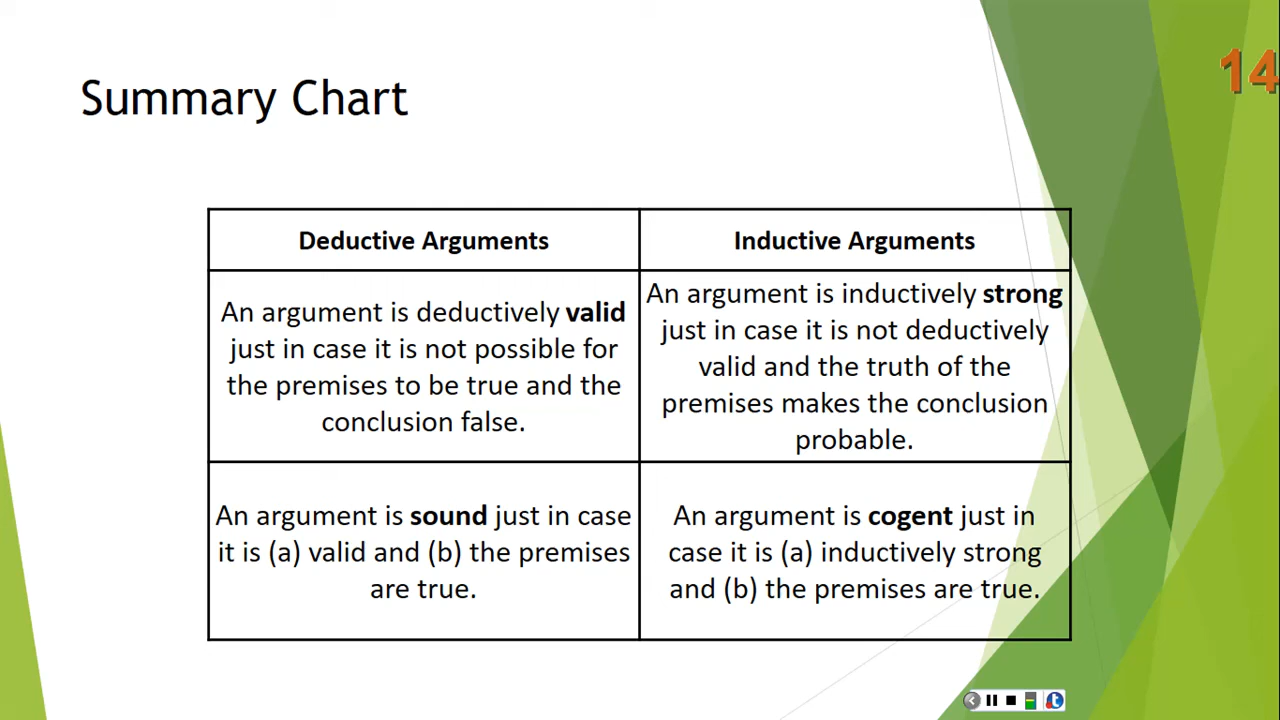 14
Summary Chart
Deductive Arguments
Inductive Arguments
An argument is deductively valid
just in case it is not possible for
the premises to be true and the
conclusion false.
An argument is inductively strong
just in case it is not deductively
valid and the truth of the
premises makes the conclusion
probable.
An argument is sound just in case
it is (a) valid and (b) the premises
are true.
An argument is cogent just in
case it is (a) inductively strong
and (b) the premises are true.
t